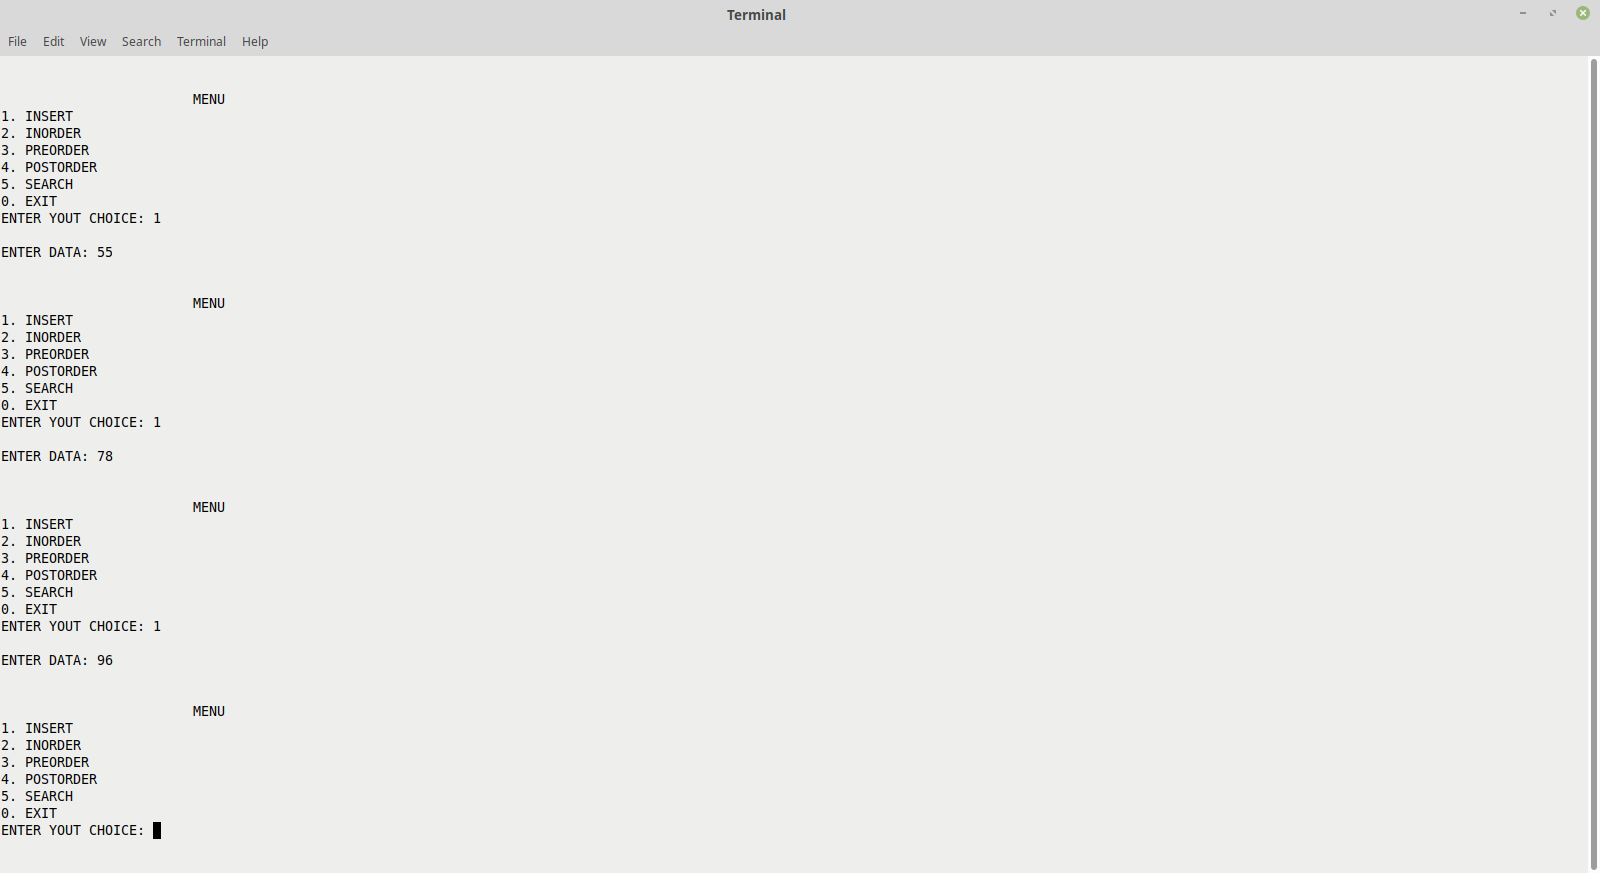 Terminal
File Edit View Search Terminal Help
MENU
1. INSERT
2. INORDER
3. PREORDER
4. POSTORDER
5. SEARCH
0. EXIT
ENTER YOUT CHOICE: 1
ENTER DATA: 55
MENU
1. INSERT
2. INORDER
3. PREORDER
4. POSTORDER
5. SEARCH
0. EXIT
ENTER YOUT CHOICE: 1
ENTER DATA: 78
MENU
1. INSERT
2. INORDER
3. PREORDER
4. POSTORDER
5. SEARCH
0. EXIT
ENTER YOUT CHOICE: 1
ENTER DATA: 96
MENU
1. INSERT
2. INORDER
3. PREORDER
4. POSTORDER
5. SEARCH
0. EXIT
ENTER YOUT CHOICE: